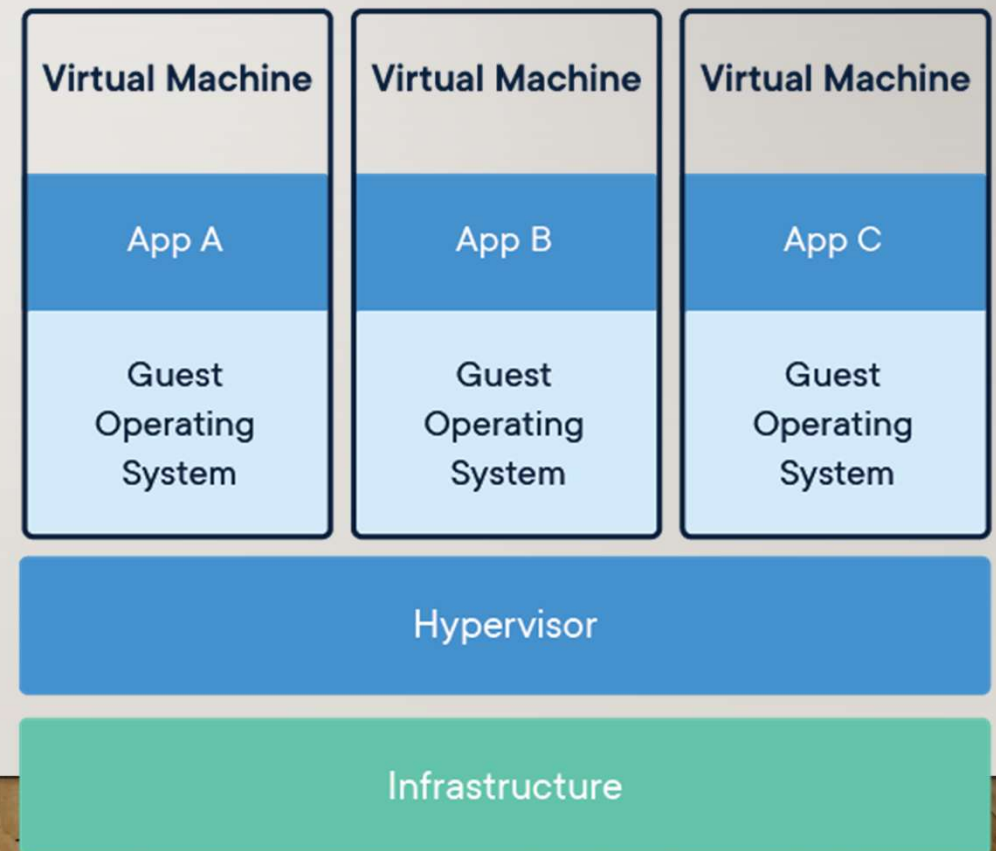 Virtual Machine
App A
Guest
Operating
System
Virtual Machine
App B
Guest
Operating
System
Virtual Machine
App C
Guest
Operating
System
Hypervisor
Infrastructure